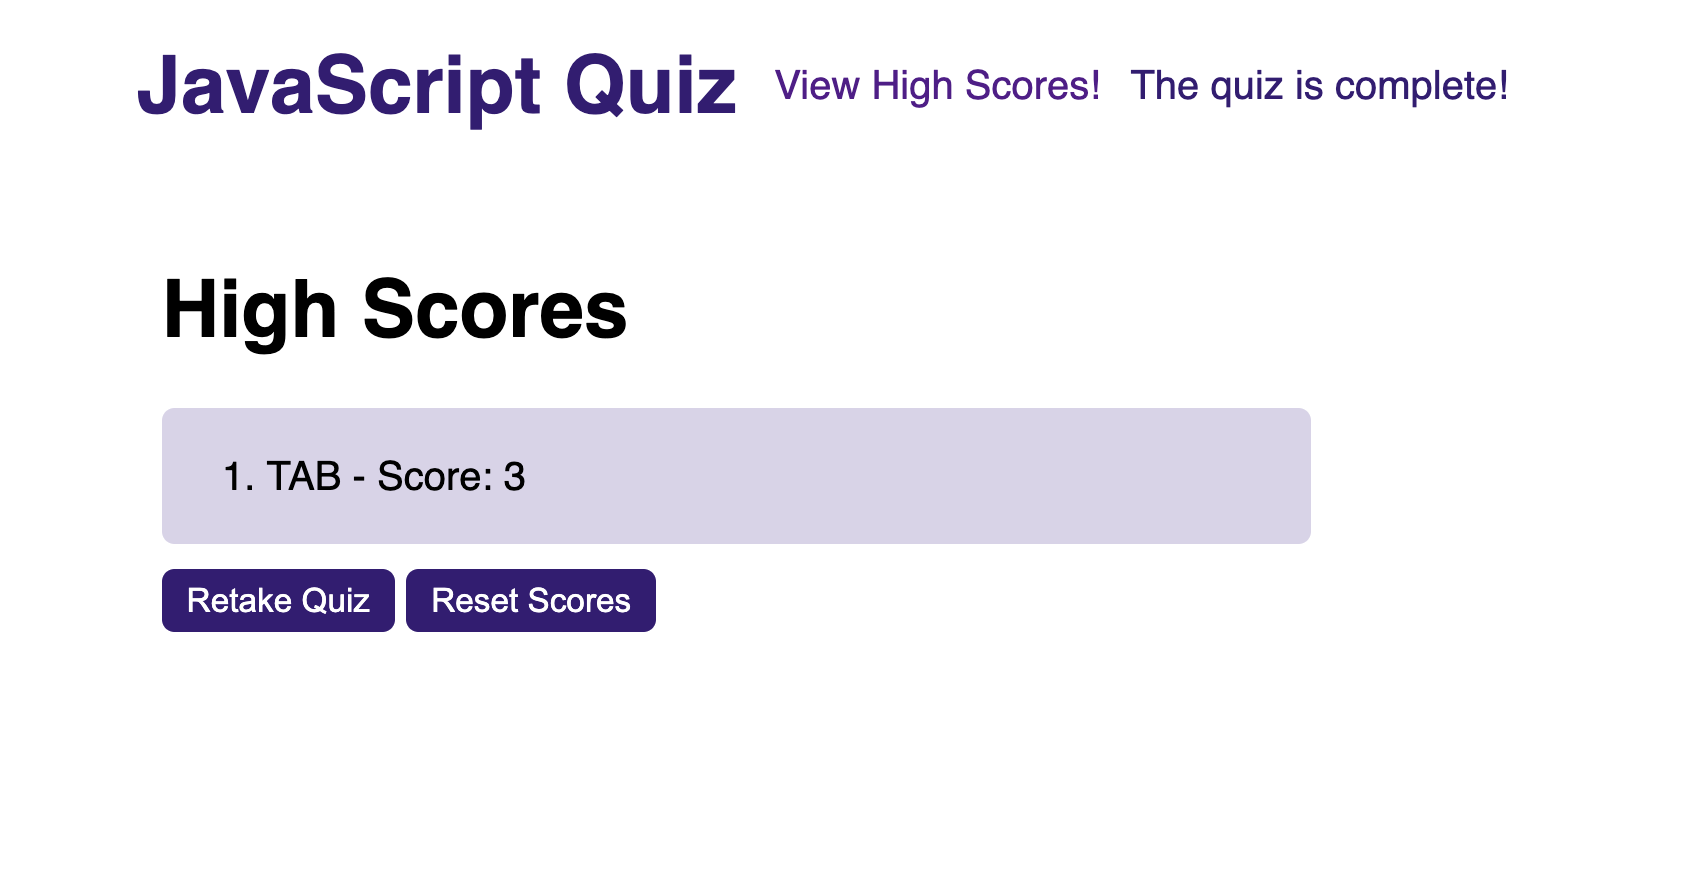 JavaScript Quiz View High Scores! The quiz is complete!
High Scores
1. TAB - Score: 3
Retake Quiz Reset Scores